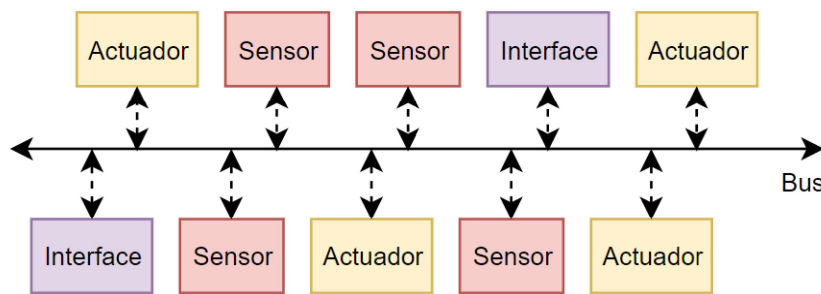 Actuador
Sensor
Sensor
Interface
Actuador
Bus
Interface
Sensor
Actuador
Sensor
Actuador